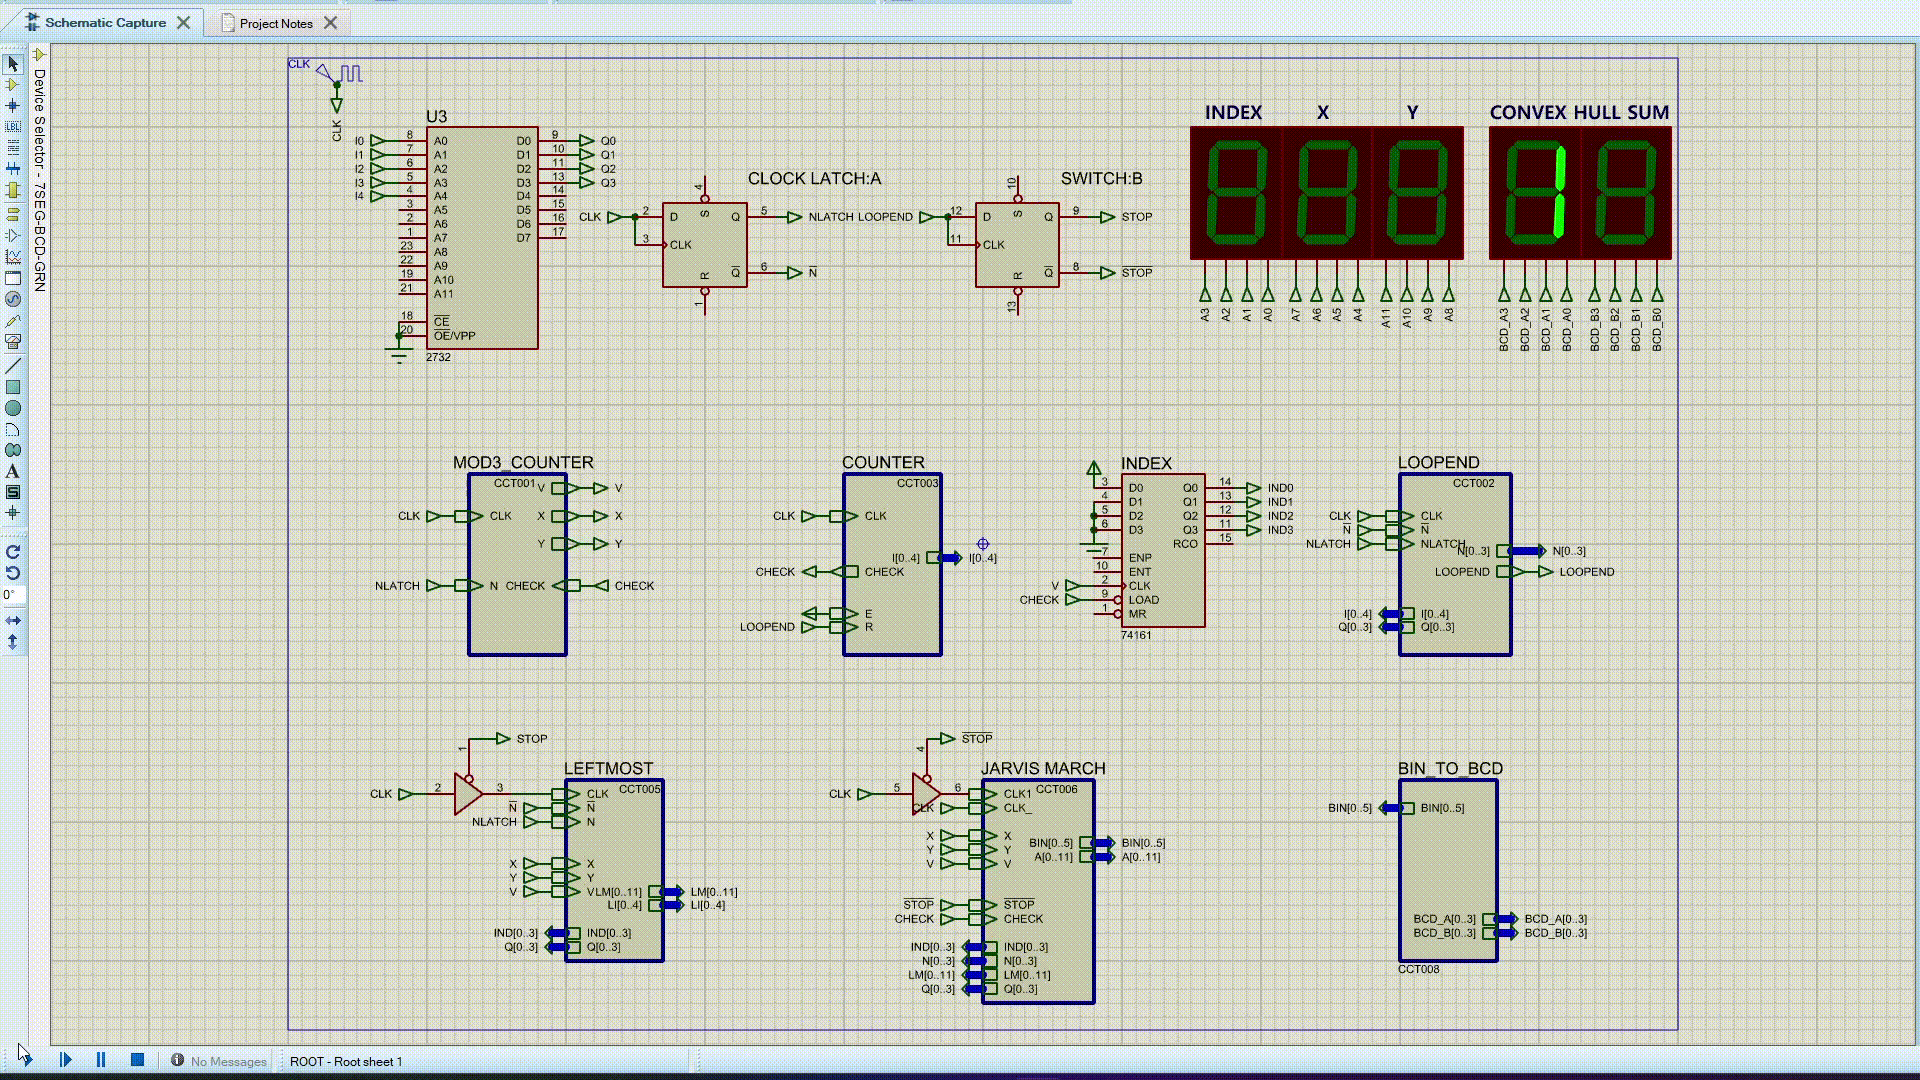 Schematic Capture
Project Notes
Device Selector - 7SEG-BCD-GRN
LBL
A
S
0°
CLK
CLK
U3
I0 8 A0 D0 9 Q0
I1 7 A1 D1 10 Q1
I2 6 A2 D2 11 Q2
I3 5 A3 D3 13 Q3
I4 4 A4 D4 14
3 A5 D5 15
2 A6 D6 16
1 A7 D7 17
23 A8
22 A9
19 A10
21 A11
18 CE
20 OE/VPP
2732
CLOCK LATCH:A
4
S
CLK 2 D Q 5 NLATCH
3 CLK
R Q 6 N
1
SWITCH:B
10
S
LOOPEND 12 D Q 9 STOP
11 CLK
R Q 8 STOP
13
INDEX X Y
A3 A2 A1 A0 A7 A6 A5 A4 A11 A10 A9 A8
CONVEX HULL SUM
1
BCD_A3 BCD_A2 BCD_A1 BCD_A0 BCD_B3 BCD_B2 BCD_B1 BCD_B0
MOD3_COUNTER
CCT001 V V
CLK CLK X X
Y Y
NLATCH N CHECK CHECK
COUNTER
CCT003
CLK CLK
I[0..4] I[0..4]
CHECK CHECK
E
LOOPEND R
INDEX
3 D0 Q0 14 IND0
4 D1 Q1 13 IND1
5 D2 Q2 12 IND2
6 D3 Q3 11 IND3
RCO 15
7 ENP
10 ENT
V 2 CLK
CHECK 9 LOAD
1 MR
74161
LOOPEND
CCT002
CLK CLK
N N
NLATCH NLATCH
N[0..3] N[0..3]
LOOPEND LOOPEND
I[0..4] I[0..4]
Q[0..3] Q[0..3]
1 STOP
LEFTMOST
CLK 2 3 CLK CCT005
N N
NLATCH N
X X
Y Y
V V LM[0..11] LM[0..11]
LI[0..4] LI[0..4]
IND[0..3] IND[0..3]
Q[0..3] Q[0..3]
4 STOP
JARVIS MARCH
CLK 5 6 CLK1 CCT006
CLK CLK_
X X
Y Y BIN[0..5] BIN[0..5]
V V A[0..11] A[0..11]
STOP STOP
CHECK CHECK
IND[0..3] IND[0..3]
N[0..3] N[0..3]
LM[0..11] LM[0..11]
Q[0..3] Q[0..3]
BIN_TO_BCD
BIN[0..5] BIN[0..5]
BCD_A[0..3] BCD_A[0..3]
BCD_B[0..3] BCD_B[0..3]
CCT008
No Messages
ROOT - Root sheet 1